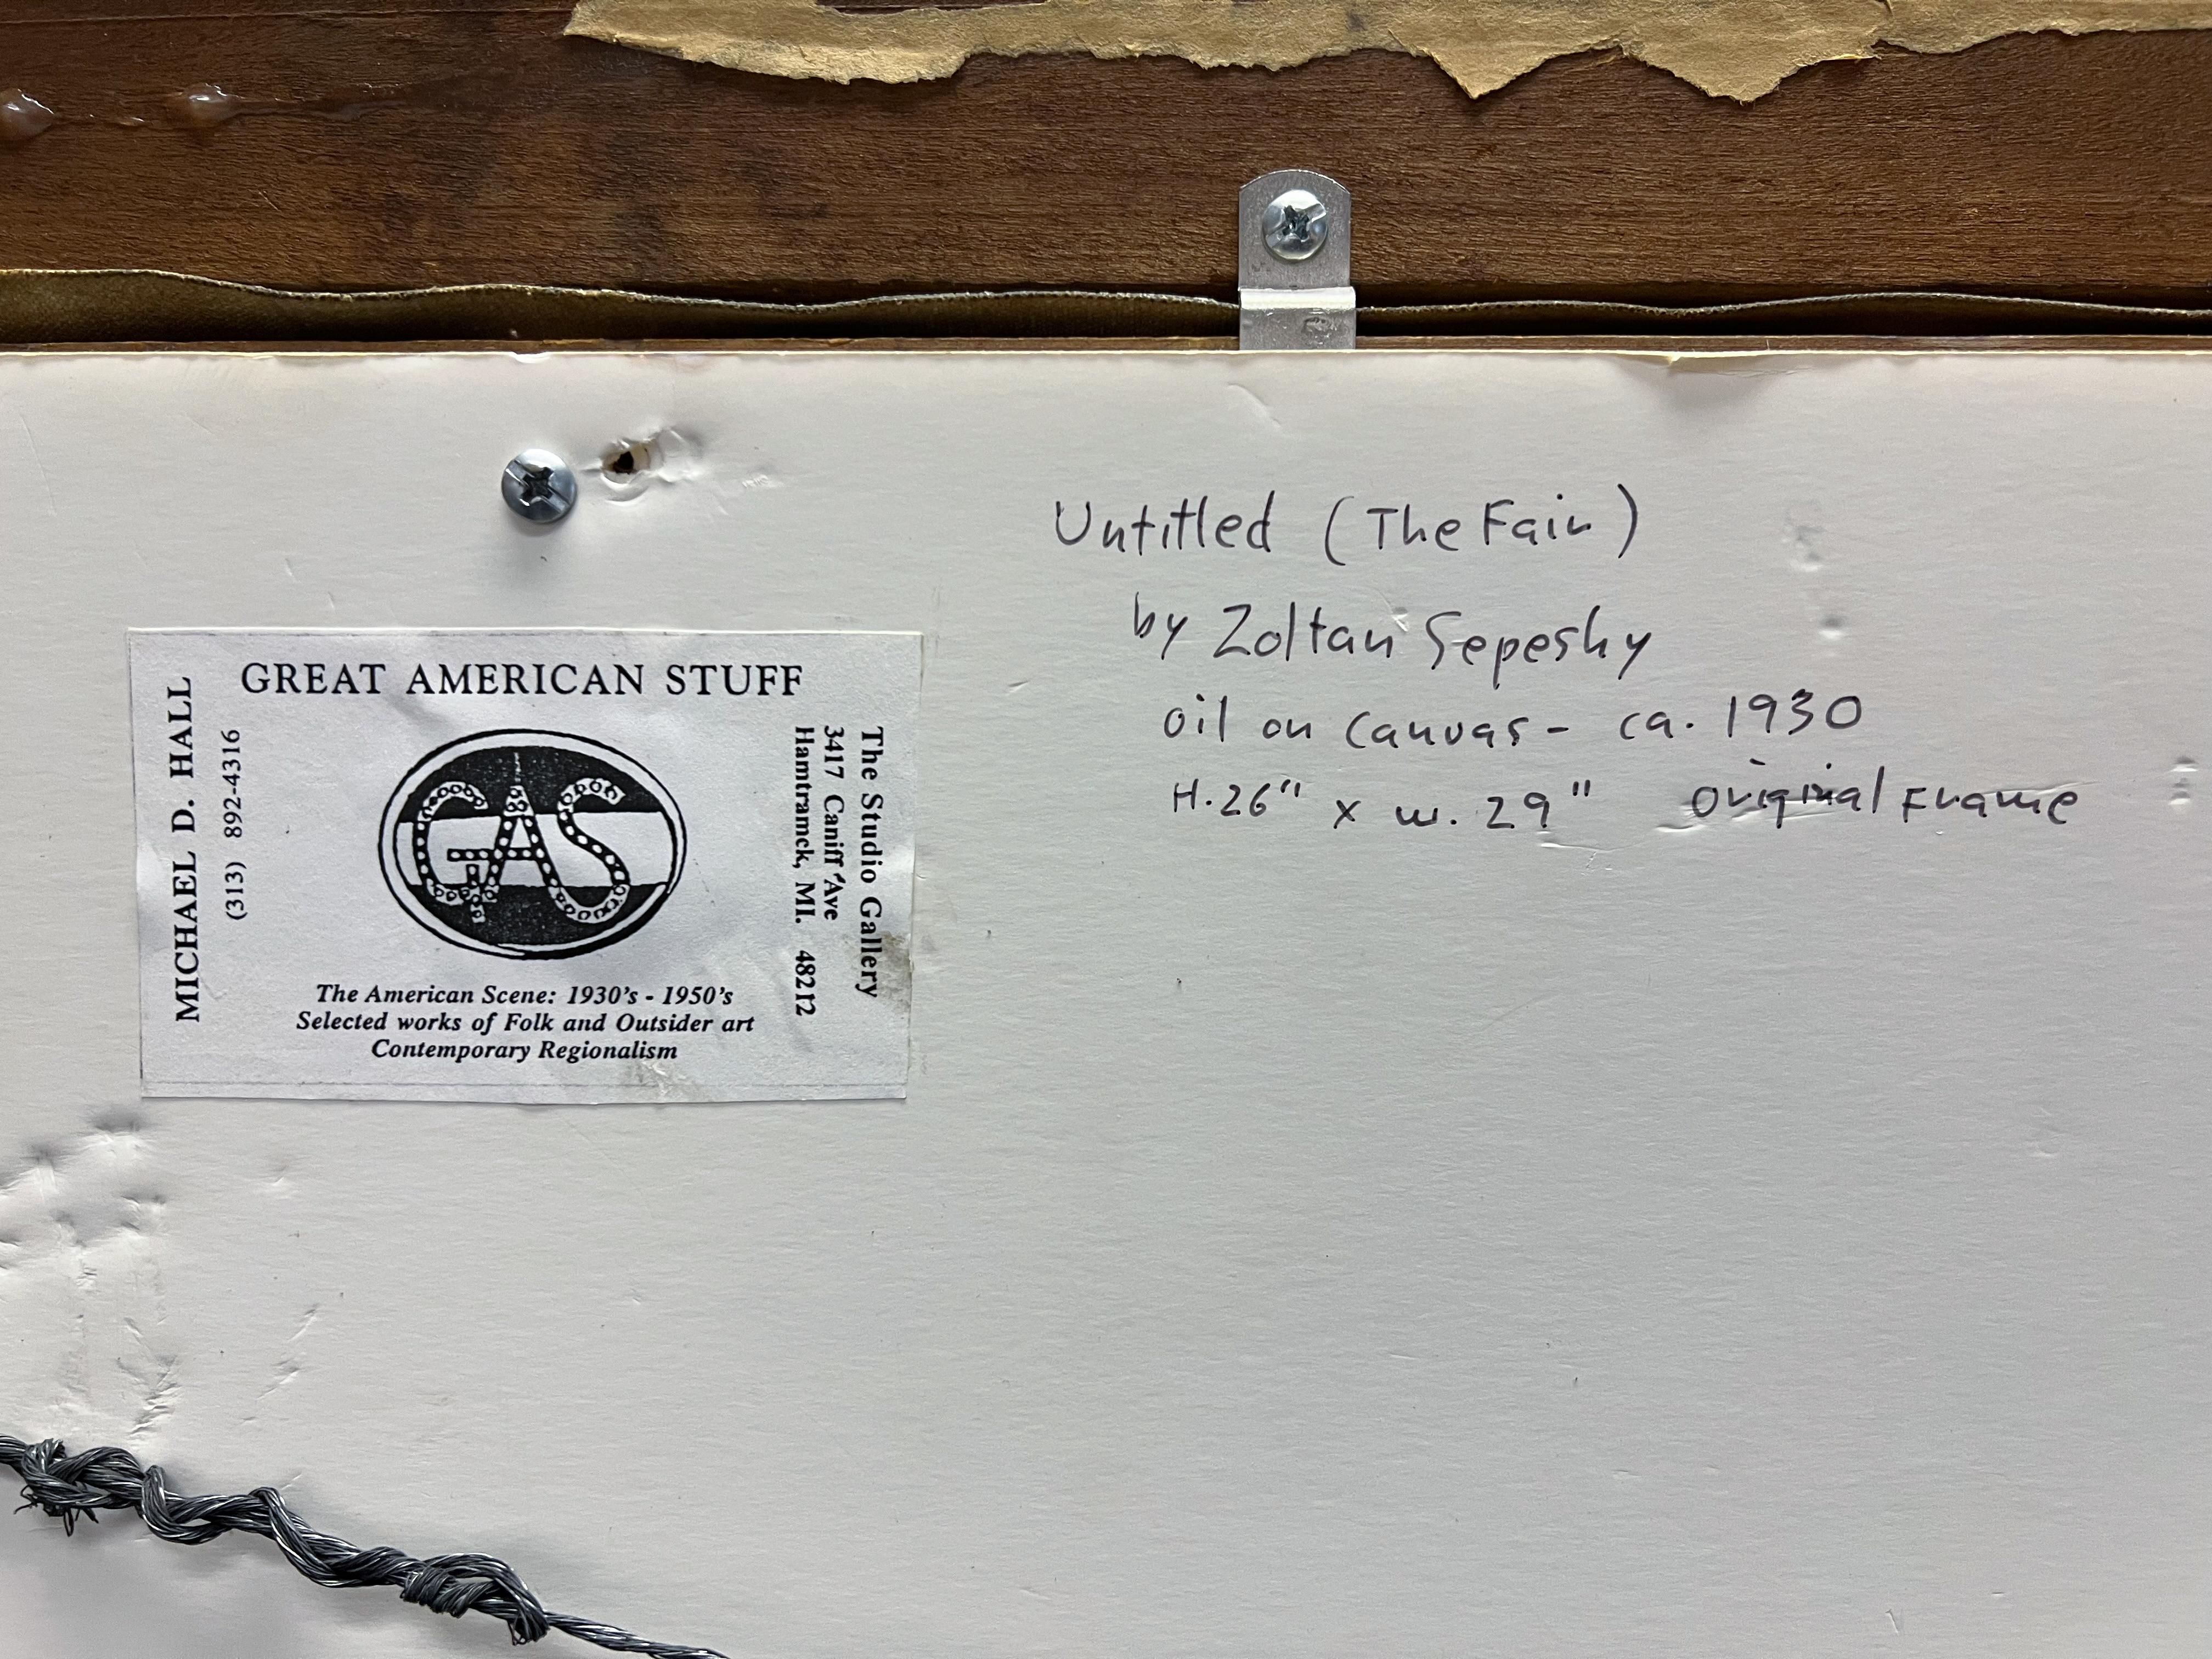 GREAT AMERICAN STUFF
MICHAEL D. HALL
(313) 892-4316
GAS
The Studio Gallery
3417 Caniff Ave
Hamtramck, MI. 48212
The American Scene: 1930's - 1950's
Selected works of Folk and Outsider art
Contemporary Regionalism
Untitled (The Fair)
by Zoltan Sepeshy
oil on canvas - ca. 1930
H. 26" x w. 29" Original Frame